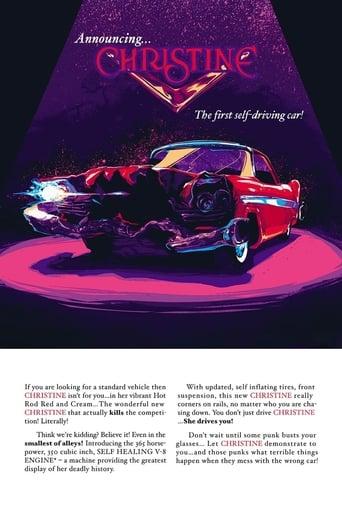 Announcing...
CHRISTINE
The first self-driving car!
If you are looking for a standard vehicle then
CHRISTINE isn't for you...in her vibrant Hot
Rod Red and Cream...The wonderful new
CHRISTINE that actually kills the competi-
tion! Literally!
Think we're kidding? Believe it! Even in the
smallest of alleys! Introducing the 365 horse-
power, 350 cubic inch, SELF HEALING V-8
ENGINE* – a machine providing the greatest
display of her deadly history.
With updated, self inflating tires, front
suspension, this new CHRISTINE really
corners on rails, no matter who you are cha-
sing down. You don't just drive CHRISTINE
...She drives you!
Don't wait until some punk busts your
glasses... Let CHRISTINE demonstrate to
you...and those punks what terrible things
happen when they mess with the wrong car!